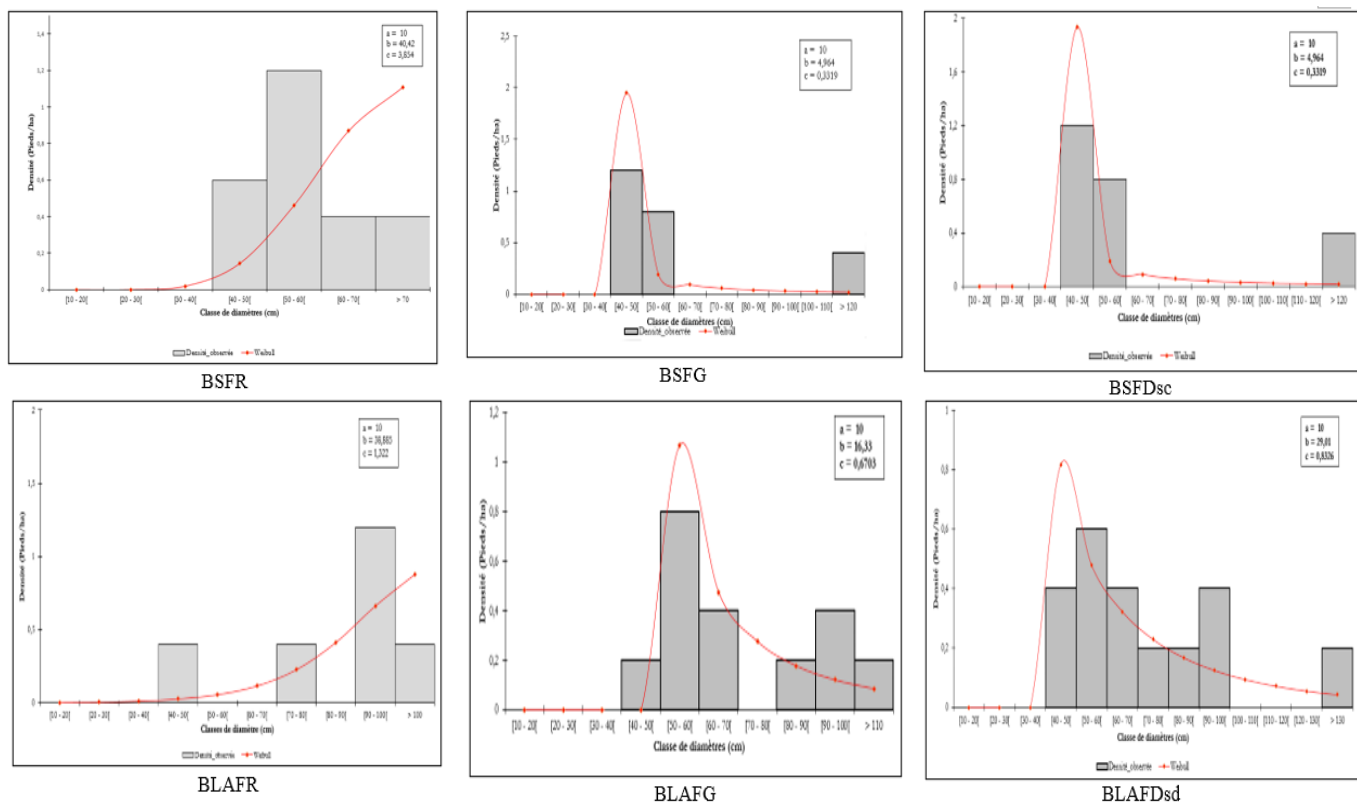 1,4
1,2
1
0,8
0,6
0,4
0,2
0
Densité (Pieds/ha)
a = 10
b = 40,42
c = 3,854
[10 - 20[ [20 - 30[ [30 - 40[ [40 - 50[ [50 - 60[ [60 - 70[ > 70
Classe de diamètres (cm)
Densité_observée Weibull
BSFR
2,5
2
1,5
1
0,5
0
Densité (Pieds/ha)
a = 10
b = 4,964
c = 0,3319
[10 - 20[ [20 - 30[ [30 - 40[ [40 - 50[ [50 - 60[ [60 - 70[ [70 - 80[ [80 - 90[ [90 - 100[ [100 - 110[ > 120
Classe de diamètres (cm)
Densité_observée Weibull
BSFG
2
1,6
1,2
0,8
0,4
0
Densité (Pieds/ha)
a = 10
b = 4,964
c = 0,3319
[10 - 20[ [20 - 30[ [30 - 40[ [40 - 50[ [50 - 60[ [60 - 70[ [70 - 80[ [80 - 90[ [90 - 100[ [100 - 110[ > 120
Classe de diamètres (cm)
Densité_observée Weibull
BSFDsc
2
1,5
1
0,5
0
Densité (Pieds/ha)
a = 10
b = 38,885
c = 1,322
[10 - 20[ [20 - 30[ [30 - 40[ [40 - 50[ [50 - 60[ [60 - 70[ [70 - 80[ [80 - 90[ [90 - 100[ > 100
Classes de diamètre (cm)
Densité_observée Weibull
BLAFR
1,2
1
0,8
0,6
0,4
0,2
0
Densité (Pieds/ha)
a = 10
b = 16,33
c = 0,6703
[10 - 20[ [20 - 30[ [30 - 40[ [40 - 50[ [50 - 60[ [60 - 70[ [70 - 80[ [80 - 90[ [90 - 100[ > 110
Classe de diamètres (cm)
BLAFG
1
0,8
0,6
0,4
0,2
0
Densité (Pieds/ha)
a = 10
b = 29,01
c = 0,8326
[10 - 20[ [20 - 30[ [30 - 40[ [40 - 50[ [50 - 60[ [60 - 70[ [70 - 80[ [80 - 90[ [90 - 100[ [100 - 110[ [110 - 120[ [120 - 130[ > 130
Classe de diamètres (cm)
Densité_observée Weibull
BLAFDsd